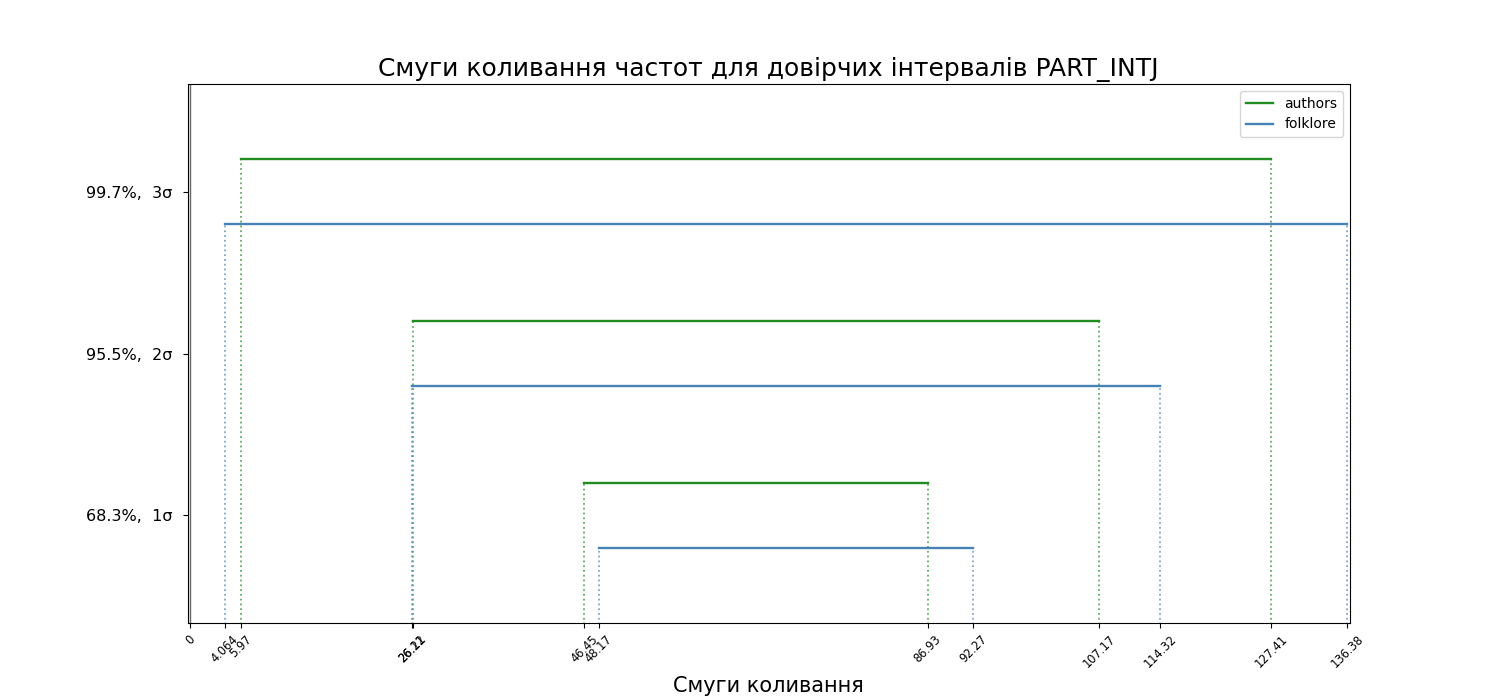 Смуги коливання частот для довірчих інтервалів PART_INTJ
authors
folklore
99.7%, 3σ
95.5%, 2σ
68.3%, 1σ
0 4.064 5.97 46.45 48.17 86.93 92.27 107.17 114.32 127.41 136.38
Смуги коливання